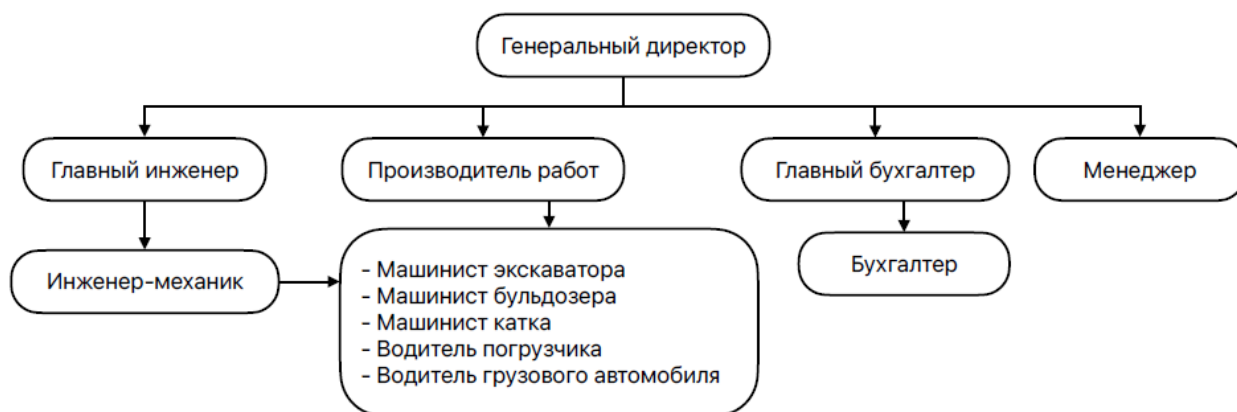 Генеральный директор
Главный инженер
Производитель работ
Главный бухгалтер
Менеджер
Инженер-механик
- Машинист экскаватора
- Машинист бульдозера
- Машинист катка
- Водитель погрузчика
- Водитель грузового автомобиля
Бухгалтер